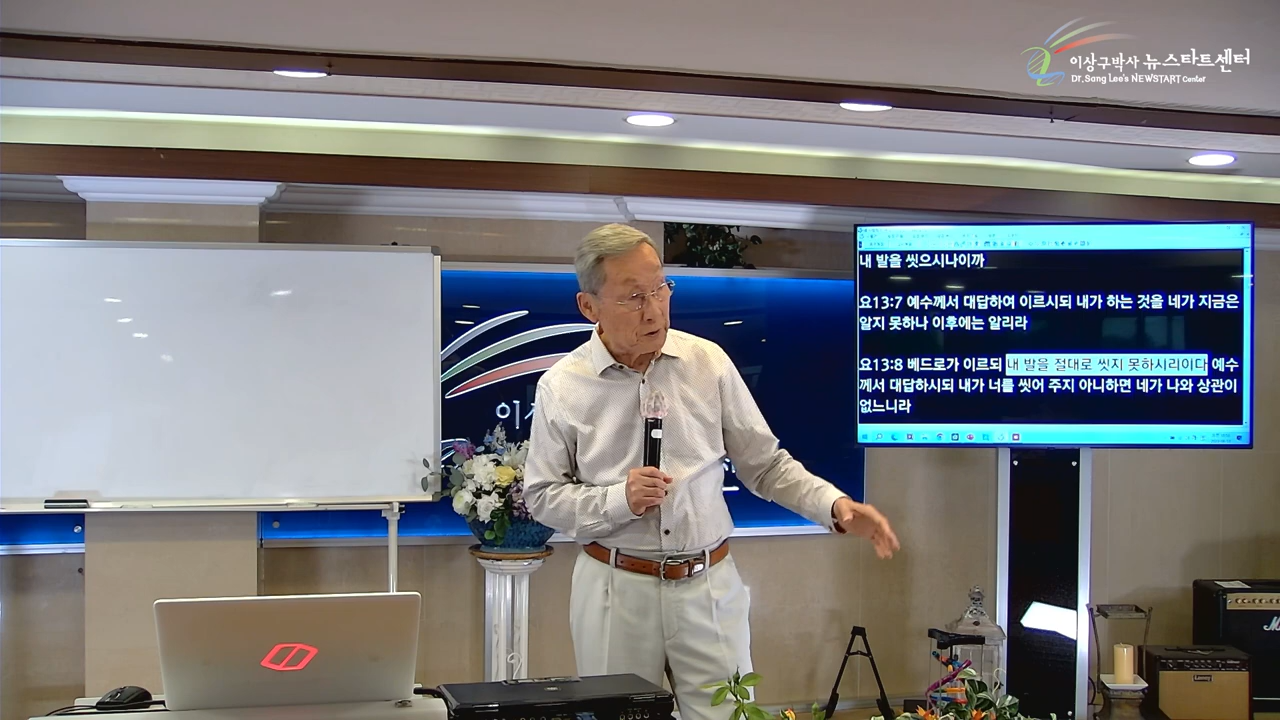 이상구박사 뉴스타트센터
Dr. Sang Lee's NEWSTART Center
내 발을 씻으시나이까
요13:7 예수께서 대답하여 이르시되 내가 하는 것을 네가 지금은
알지 못하나 이후에는 알리라
요13:8 베드로가 이르되 내 발을 절대로 씻지 못하시리이다 예수
께서 대답하시되 내가 너를 씻어 주지 아니하면 네가 나와 상관이
없느니라
이상
Laney